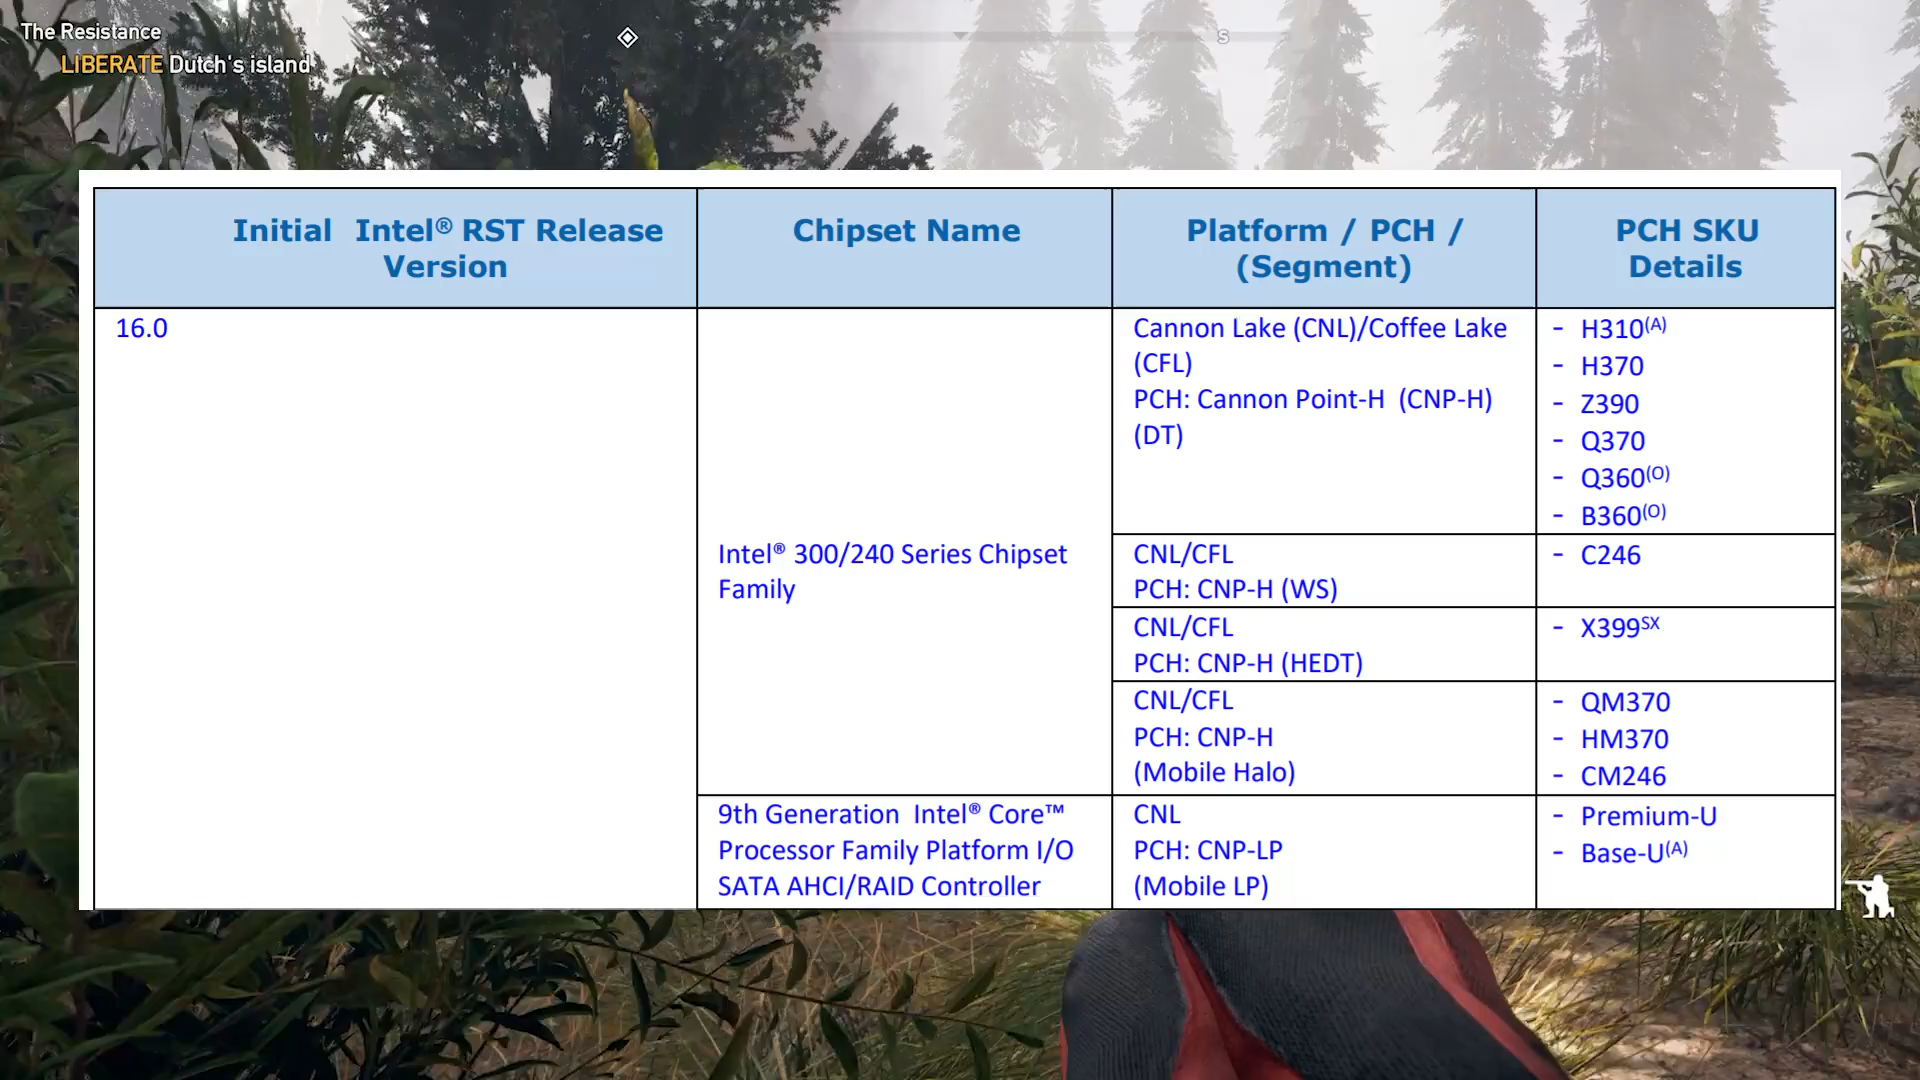 The Resistance
LIBERATE Dutch's island
S
Initial Intel® RST Release
Version
Chipset Name
Platform / PCH /
(Segment)
PCH SKU
Details
16.0
Intel® 300/240 Series Chipset
Family
Cannon Lake (CNL)/Coffee Lake
(CFL)
PCH: Cannon Point-H (CNP-H)
(DT)
- H310(A)
- H370
- Z390
- Q370
- Q360(O)
- B360(O)
CNL/CFL
PCH: CNP-H (WS)
- C246
CNL/CFL
PCH: CNP-H (HEDT)
- X399SX
CNL/CFL
PCH: CNP-H
(Mobile Halo)
- QM370
- HM370
- CM246
9th Generation Intel® Core™
Processor Family Platform I/O
SATA AHCI/RAID Controller
CNL
PCH: CNP-LP
(Mobile LP)
- Premium-U
- Base-U(A)